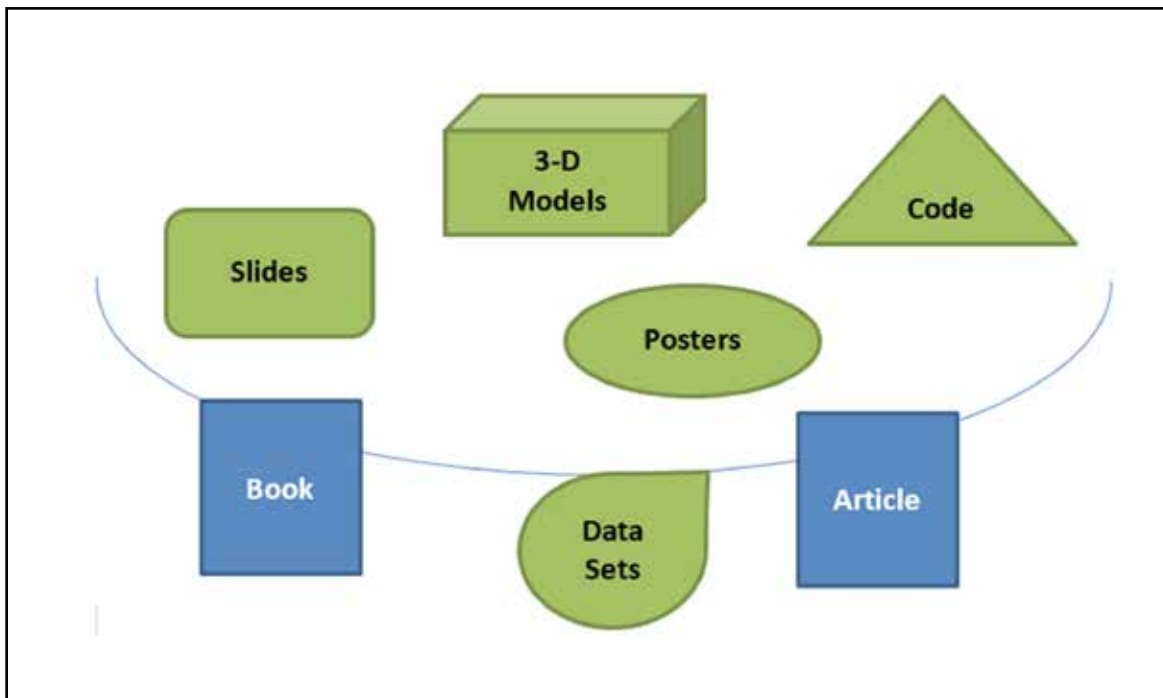 3-D
Models
Code
Slides
Posters
Book
Article
Data
Sets